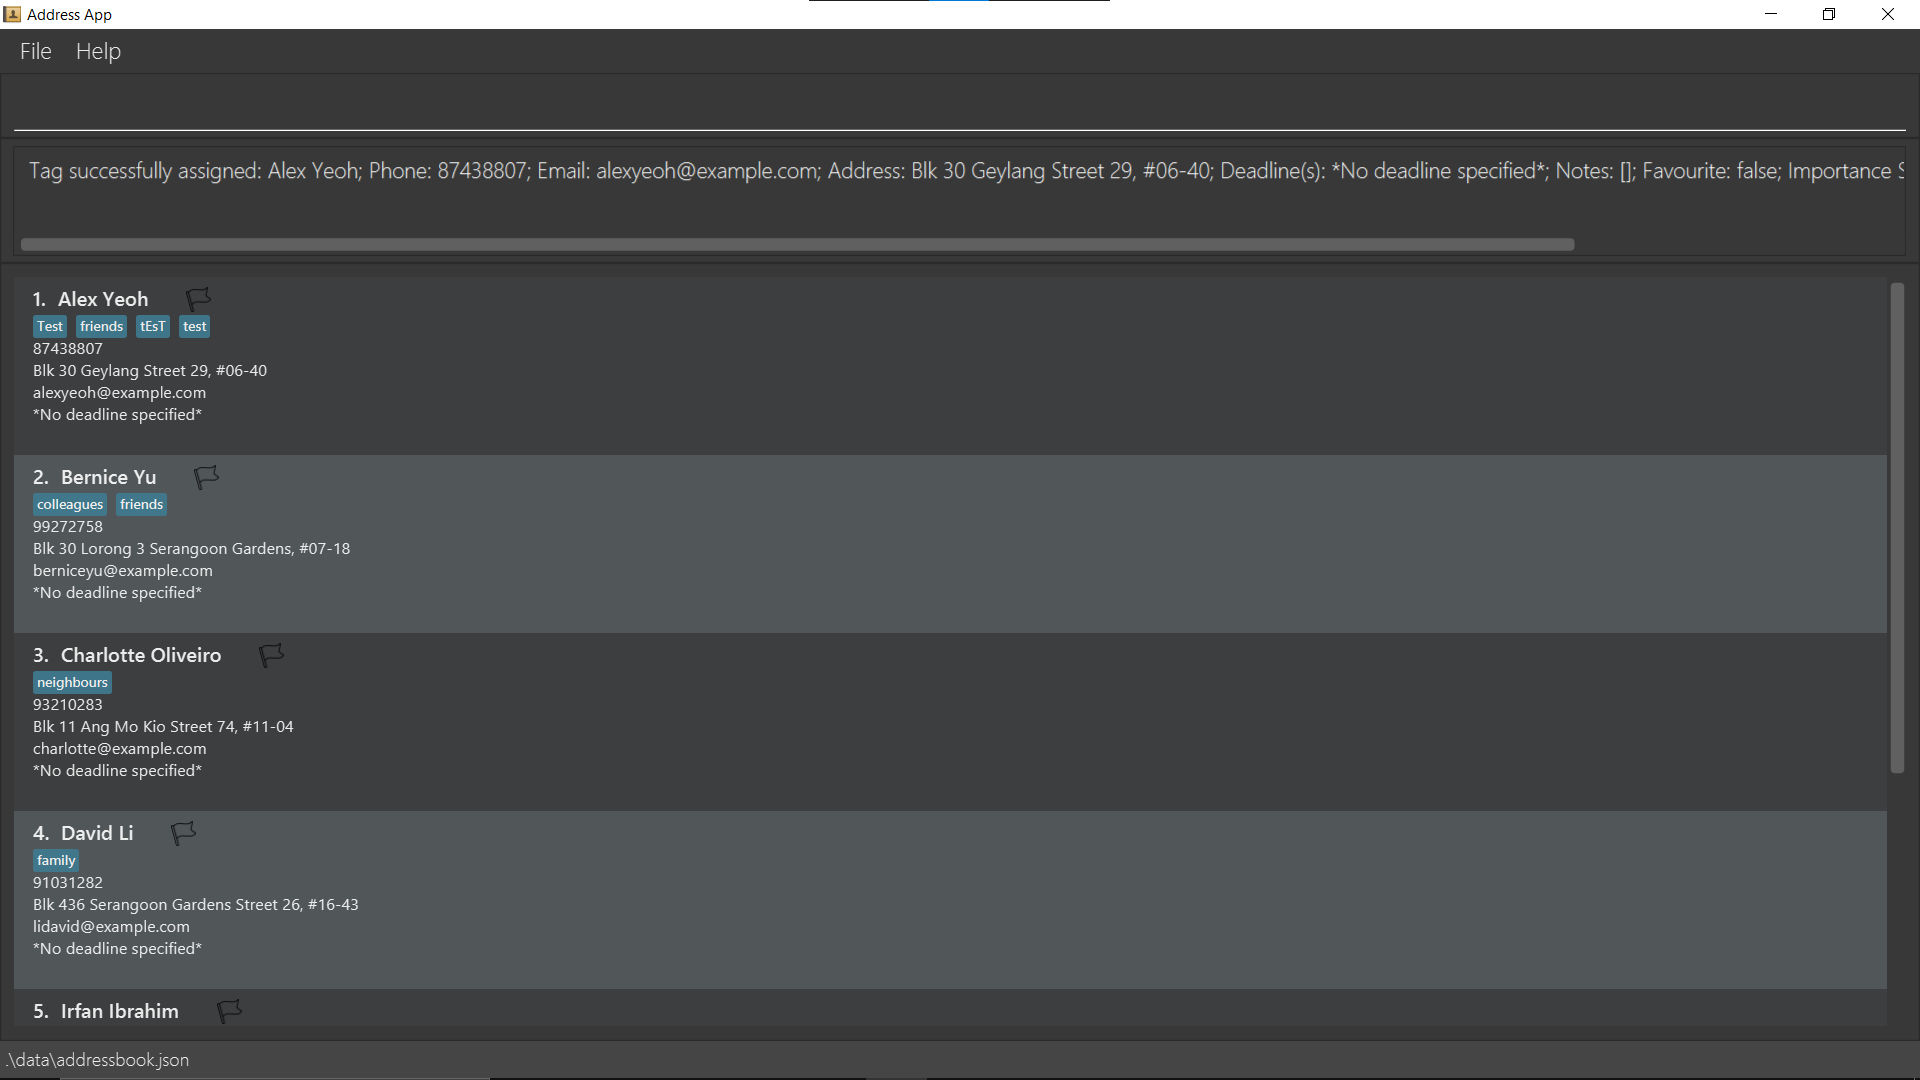 Address App
File Help
Tag successfully assigned: Alex Yeoh; Phone: 87438807; Email: alexyeoh@example.com; Address: Blk 30 Geylang Street 29, #06-40; Deadline(s): *No deadline specified*; Notes: []; Favourite: false; Importance S
1. Alex Yeoh
Test friends tEsT test
87438807
Blk 30 Geylang Street 29, #06-40
alexyeoh@example.com
*No deadline specified*
2. Bernice Yu
colleagues friends
99272758
Blk 30 Lorong 3 Serangoon Gardens, #07-18
berniceyu@example.com
*No deadline specified*
3. Charlotte Oliveiro
neighbours
93210283
Blk 11 Ang Mo Kio Street 74, #11-04
charlotte@example.com
*No deadline specified*
4. David Li
family
91031282
Blk 436 Serangoon Gardens Street 26, #16-43
lidavid@example.com
*No deadline specified*
5. Irfan Ibrahim
.\data\addressbook.json